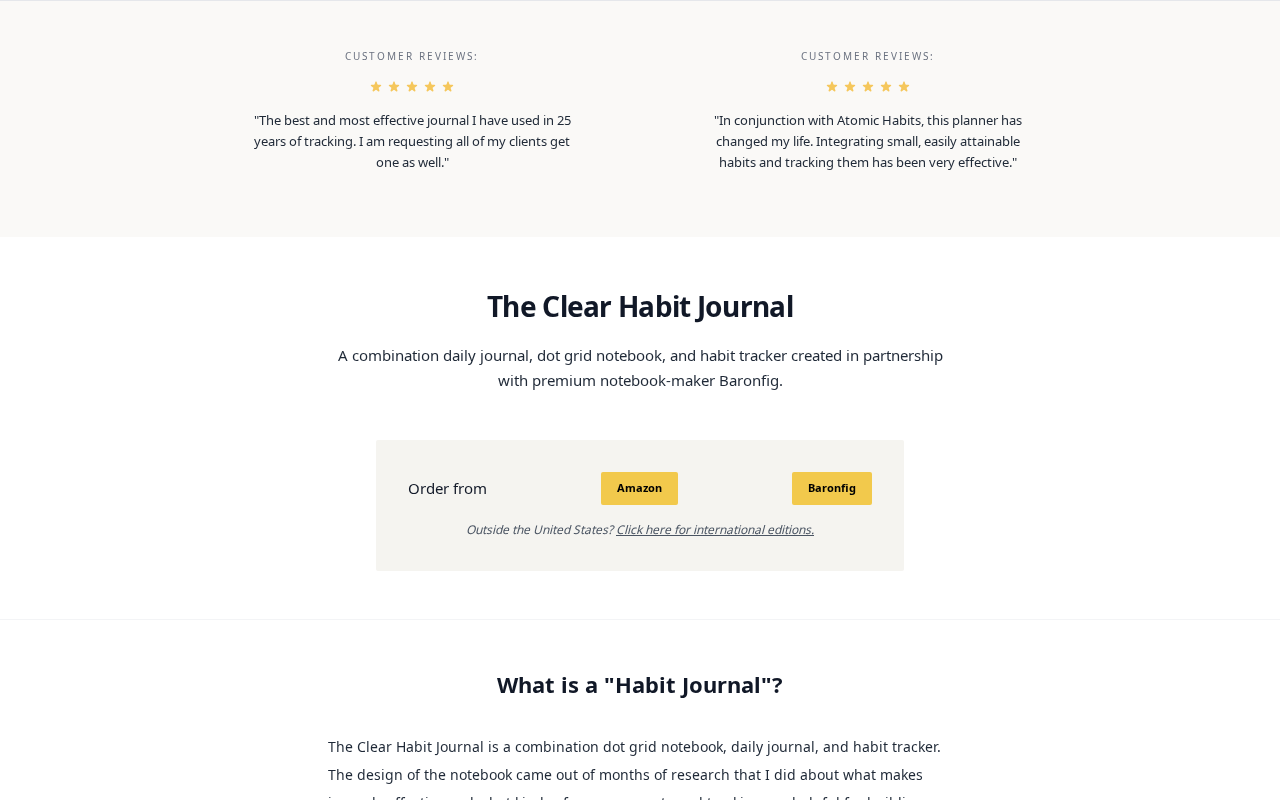 CUSTOMER REVIEWS:
"The best and most effective journal I have used in 25
years of tracking. I am requesting all of my clients get
one as well."
CUSTOMER REVIEWS:
"In conjunction with Atomic Habits, this planner has
changed my life. Integrating small, easily attainable
habits and tracking them has been very effective."
The Clear Habit Journal
A combination daily journal, dot grid notebook, and habit tracker created in partnership
with premium notebook-maker Baronfig.
Order from
Amazon
Baronfig
Outside the United States? Click here for international editions.
What is a "Habit Journal"?
The Clear Habit Journal is a combination dot grid notebook, daily journal, and habit tracker.
The design of the notebook came out of months of research that I did about what makes